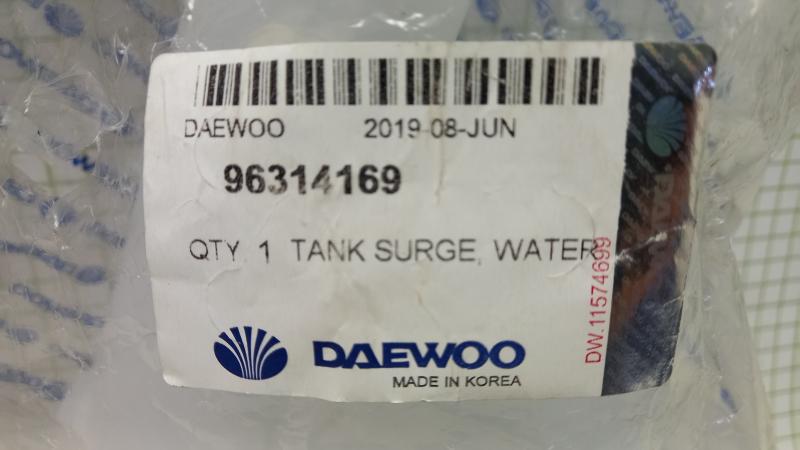 DAEWOO 2019-08-JUN
96314169
QTY. 1 TANK SURGE, WATER
DW.11574699
DAEWOO
MADE IN KOREA